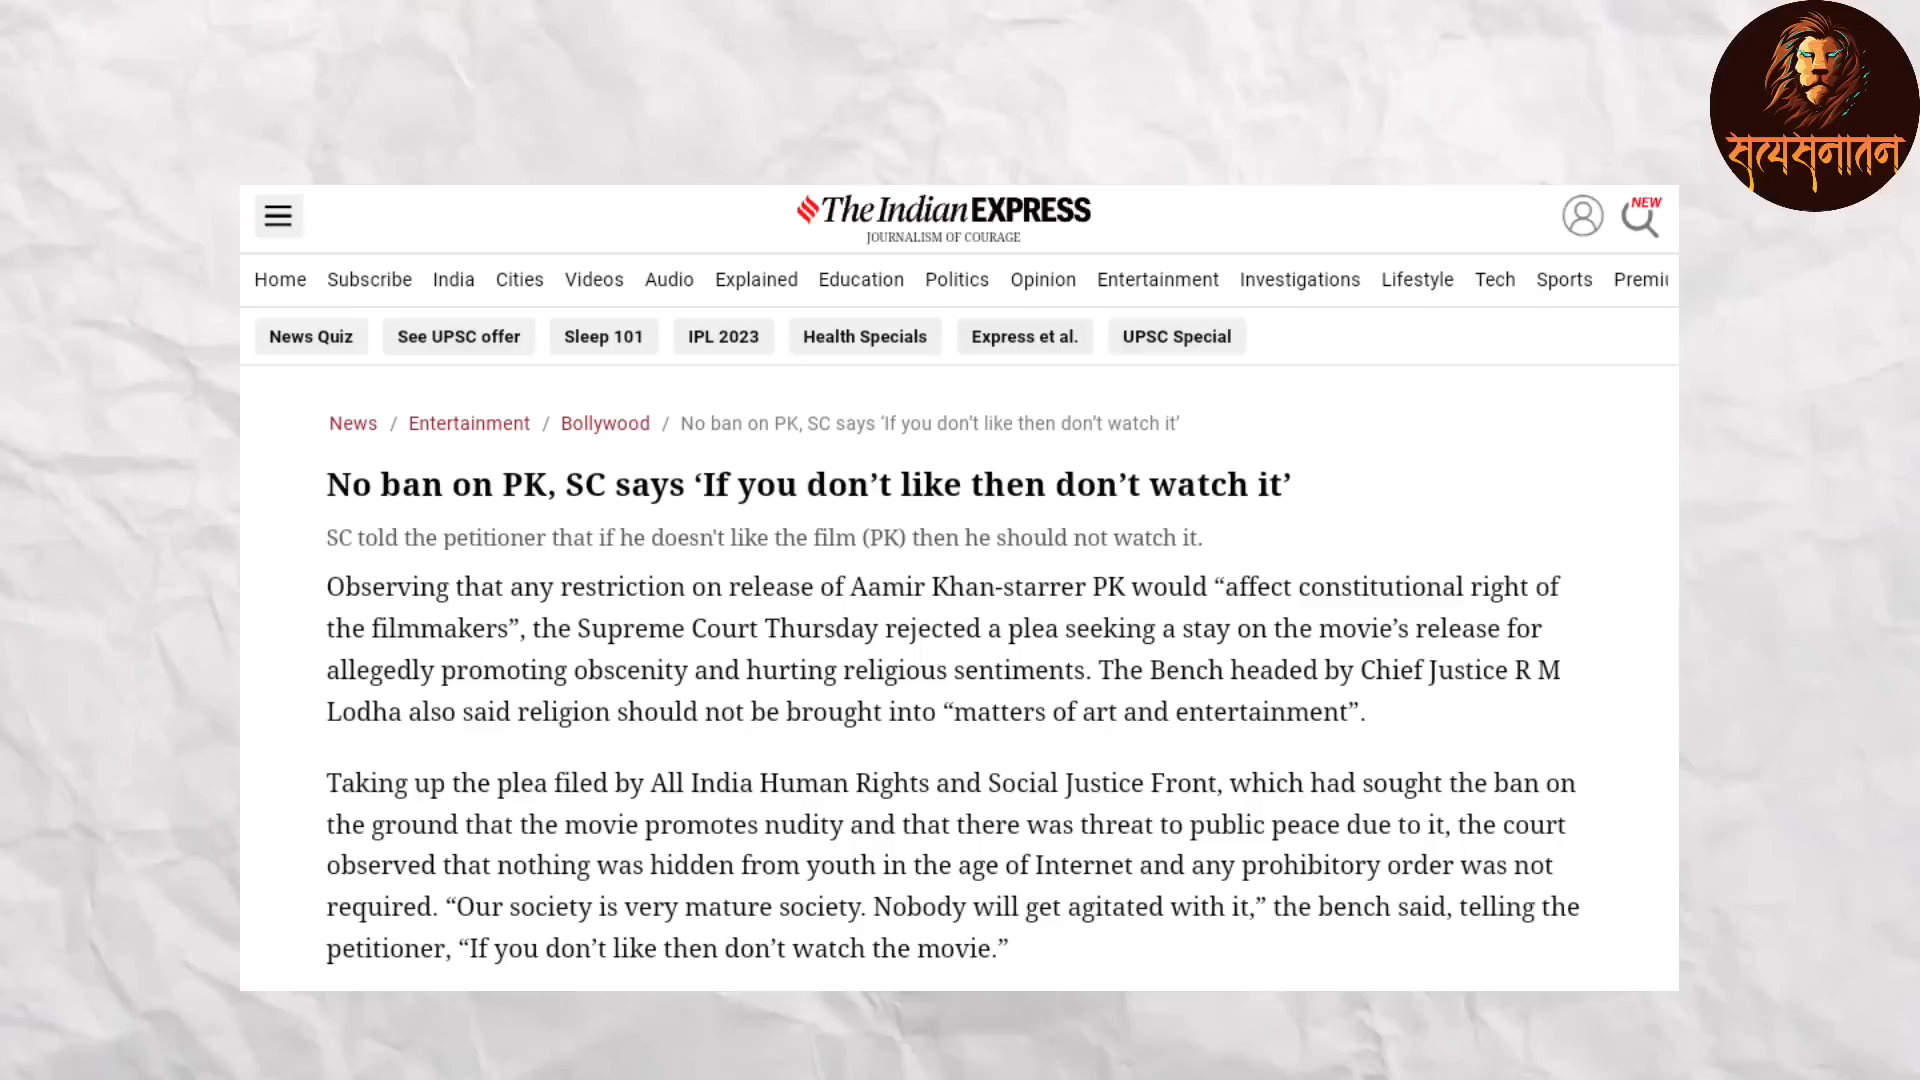 सत्यसनातन
The Indian EXPRESS
JOURNALISM OF COURAGE
NEW
Home Subscribe India Cities Videos Audio Explained Education Politics Opinion Entertainment Investigations Lifestyle Tech Sports Premiu
News Quiz See UPSC offer Sleep 101 IPL 2023 Health Specials Express et al. UPSC Special
News / Entertainment / Bollywood / No ban on PK, SC says ‘If you don’t like then don’t watch it’
No ban on PK, SC says ‘If you don’t like then don’t watch it’
SC told the petitioner that if he doesn't like the film (PK) then he should not watch it.
Observing that any restriction on release of Aamir Khan-starrer PK would “affect constitutional right of
the filmmakers”, the Supreme Court Thursday rejected a plea seeking a stay on the movie’s release for
allegedly promoting obscenity and hurting religious sentiments. The Bench headed by Chief Justice R M
Lodha also said religion should not be brought into “matters of art and entertainment”.
Taking up the plea filed by All India Human Rights and Social Justice Front, which had sought the ban on
the ground that the movie promotes nudity and that there was threat to public peace due to it, the court
observed that nothing was hidden from youth in the age of Internet and any prohibitory order was not
required. “Our society is very mature society. Nobody will get agitated with it,” the bench said, telling the
petitioner, “If you don’t like then don’t watch the movie.”